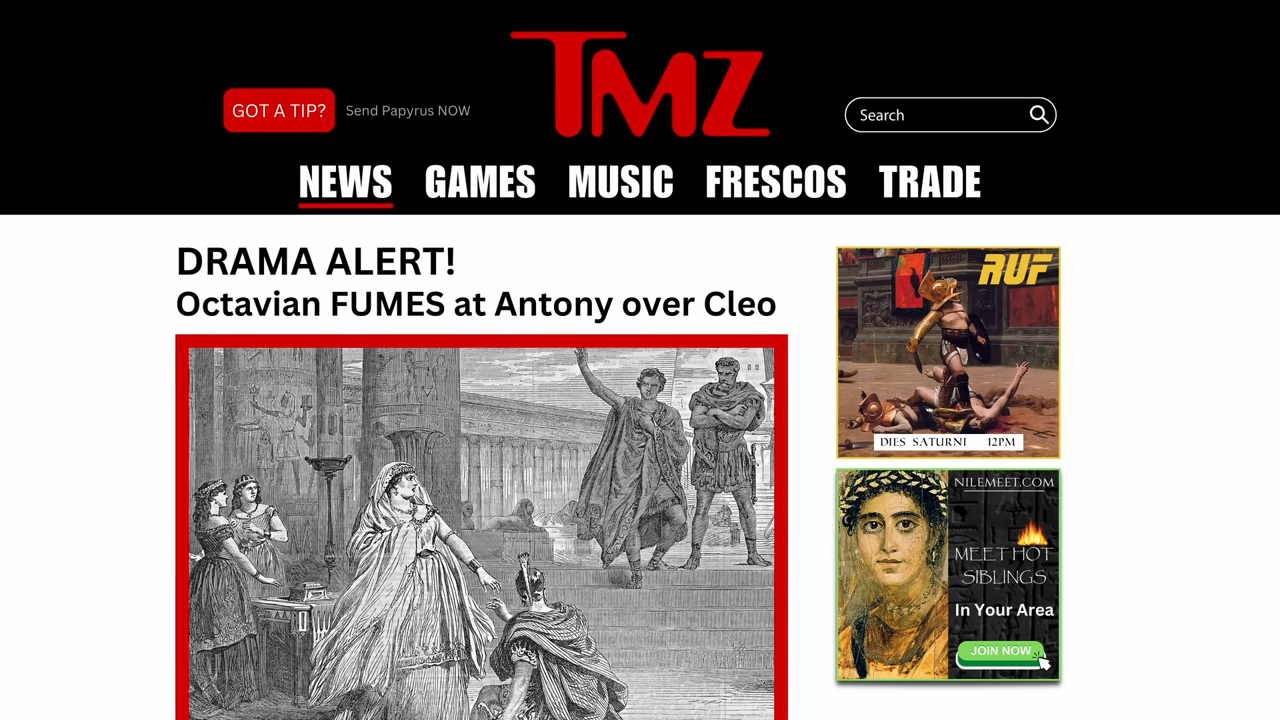 TMZ
GOT A TIP? Send Papyrus NOW
Search
NEWS GAMES MUSIC FRESCOS TRADE
DRAMA ALERT!
Octavian FUMES at Antony over Cleo
RUF
DIES SATURNI 12PM
NILEMEET.COM
MEET HOT
SIBLINGS
In Your Area
JOIN NOW